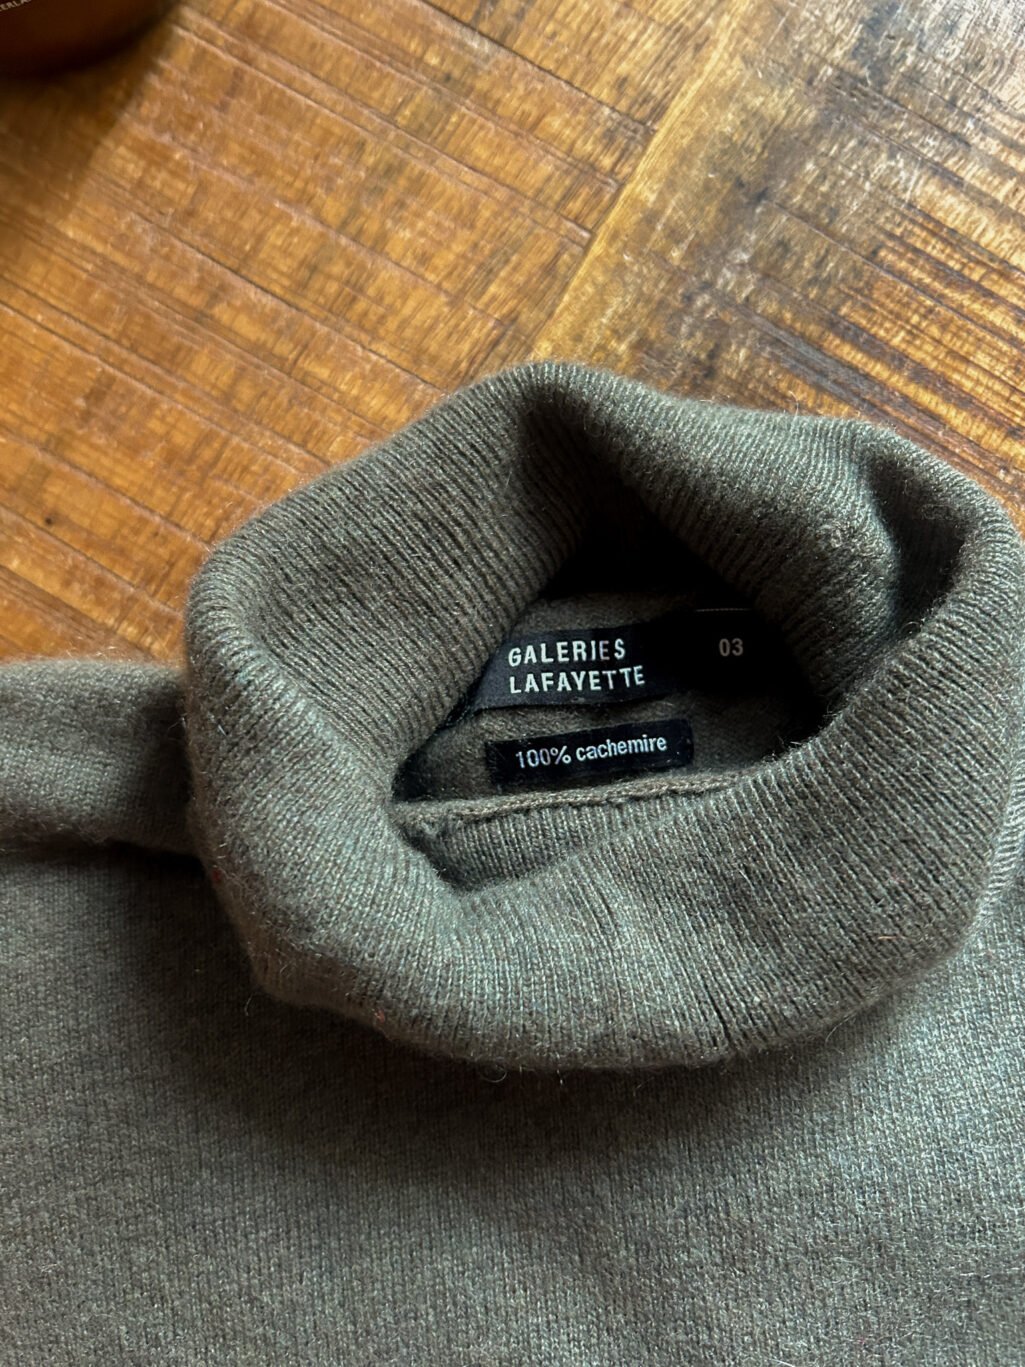 GALERIES
LAFAYETTE
03
100% cachemire